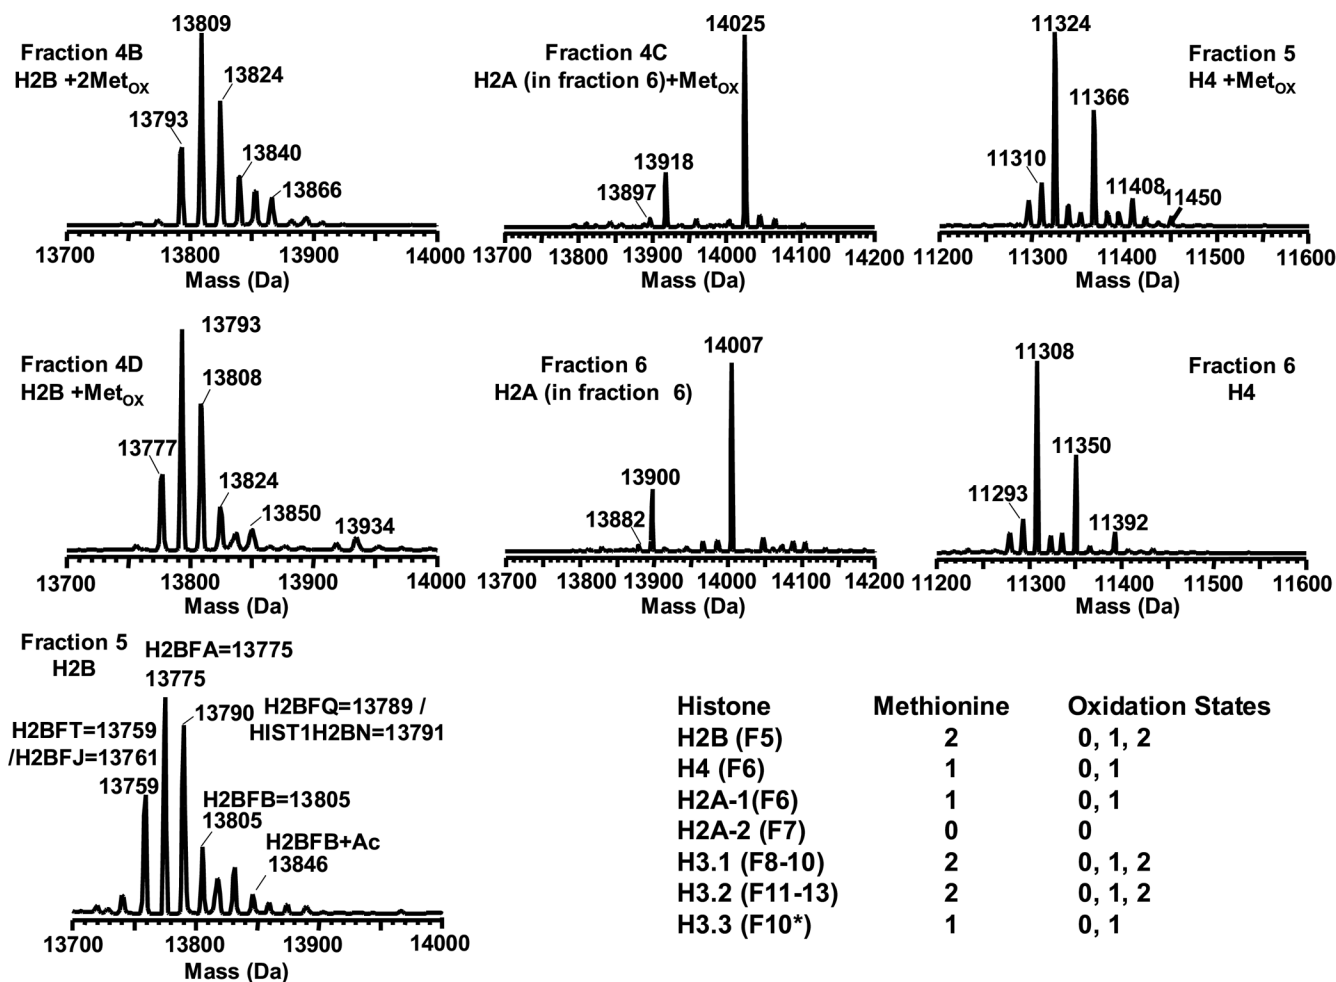 Fraction 4B
H2B +2MetOX
13809
13824
13793
13840
13866
13700 13800 13900 14000
Mass (Da)
Fraction 4C
H2A (in fraction 6)+MetOX
14025
13918
13897
13700 13800 13900 14000 14100 14200
Mass (Da)
Fraction 5
H4 +MetOX
11324
11366
11310
11408
11450
11200 11300 11400 11500 11600
Mass (Da)
Fraction 4D
H2B +MetOX
13793
13808
13777
13824
13850
13934
13700 13800 13900 14000
Mass (Da)
Fraction 6
H2A (in fraction 6)
14007
13900
13882
13700 13800 13900 14000 14100 14200
Mass (Da)
Fraction 6
H4
11308
11350
11293
11392
11200 11300 11400 11500 11600
Mass (Da)
Fraction 5
H2B
H2BFA=13775
13775
H2BFQ=13789 /
HIST1H2BN=13791
13790
H2BFT=13759
/H2BFJ=13761
13759
H2BFB=13805
13805
H2BFB+Ac
13846
13700 13800 13900 14000
Mass (Da)
Histone Methionine Oxidation States
H2B (F5) 2 0, 1, 2
H4 (F6) 1 0, 1
H2A-1(F6) 1 0, 1
H2A-2 (F7) 0 0
H3.1 (F8-10) 2 0, 1, 2
H3.2 (F11-13) 2 0, 1, 2
H3.3 (F10*) 1 0, 1